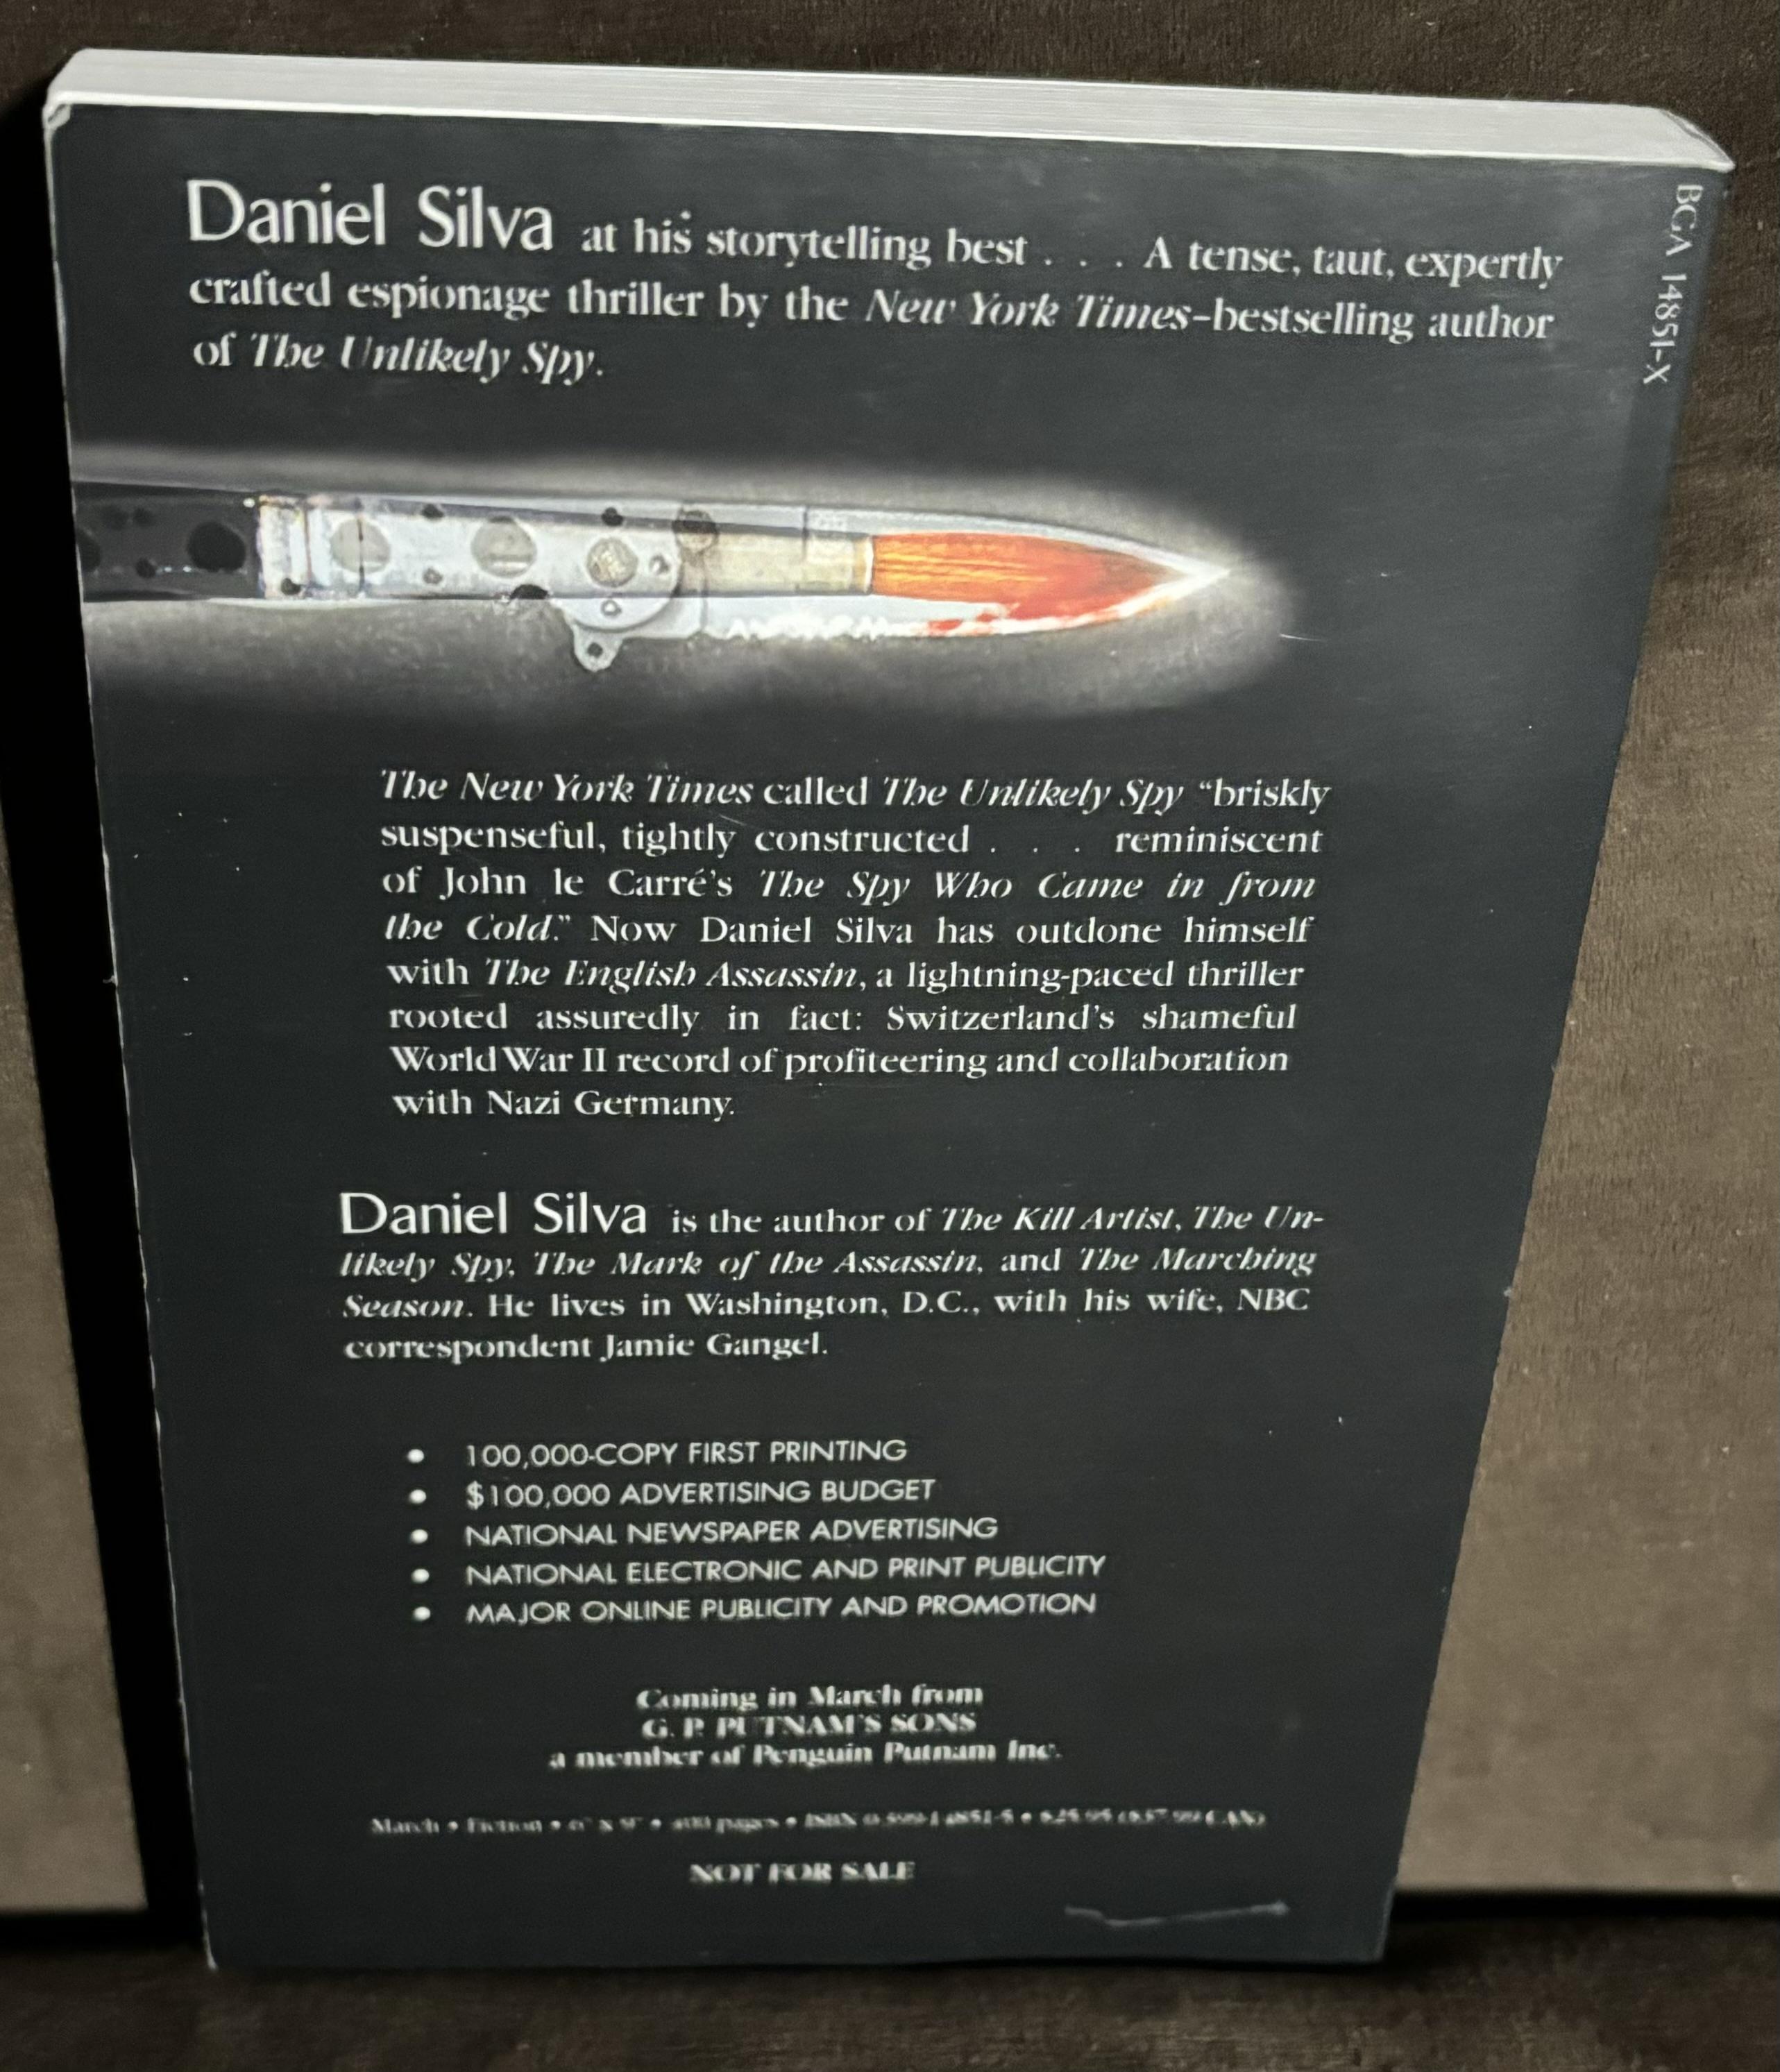 Daniel Silva at his storytelling best . . . A tense, taut, expertly
crafted espionage thriller by the New York Times–bestselling author
of The Unlikely Spy.
BGA 14851-X
The New York Times called The Unlikely Spy “briskly
suspenseful, tightly constructed . . . reminiscent
of John le Carré’s The Spy Who Came in from
the Cold.” Now Daniel Silva has outdone himself
with The English Assassin, a lightning-paced thriller
rooted assuredly in fact: Switzerland’s shameful
World War II record of profiteering and collaboration
with Nazi Germany.
Daniel Silva is the author of The Kill Artist, The Un-
likely Spy, The Mark of the Assassin, and The Marching
Season. He lives in Washington, D.C., with his wife, NBC
correspondent Jamie Gangel.
• 100,000-COPY FIRST PRINTING
• $100,000 ADVERTISING BUDGET
• NATIONAL NEWSPAPER ADVERTISING
• NATIONAL ELECTRONIC AND PRINT PUBLICITY
• MAJOR ONLINE PUBLICITY AND PROMOTION
Coming in March from
G. P. PUTNAM’S SONS
a member of Penguin Putnam Inc.
March • Fiction • 6" x 9" • pages • ISBN
NOT FOR SALE